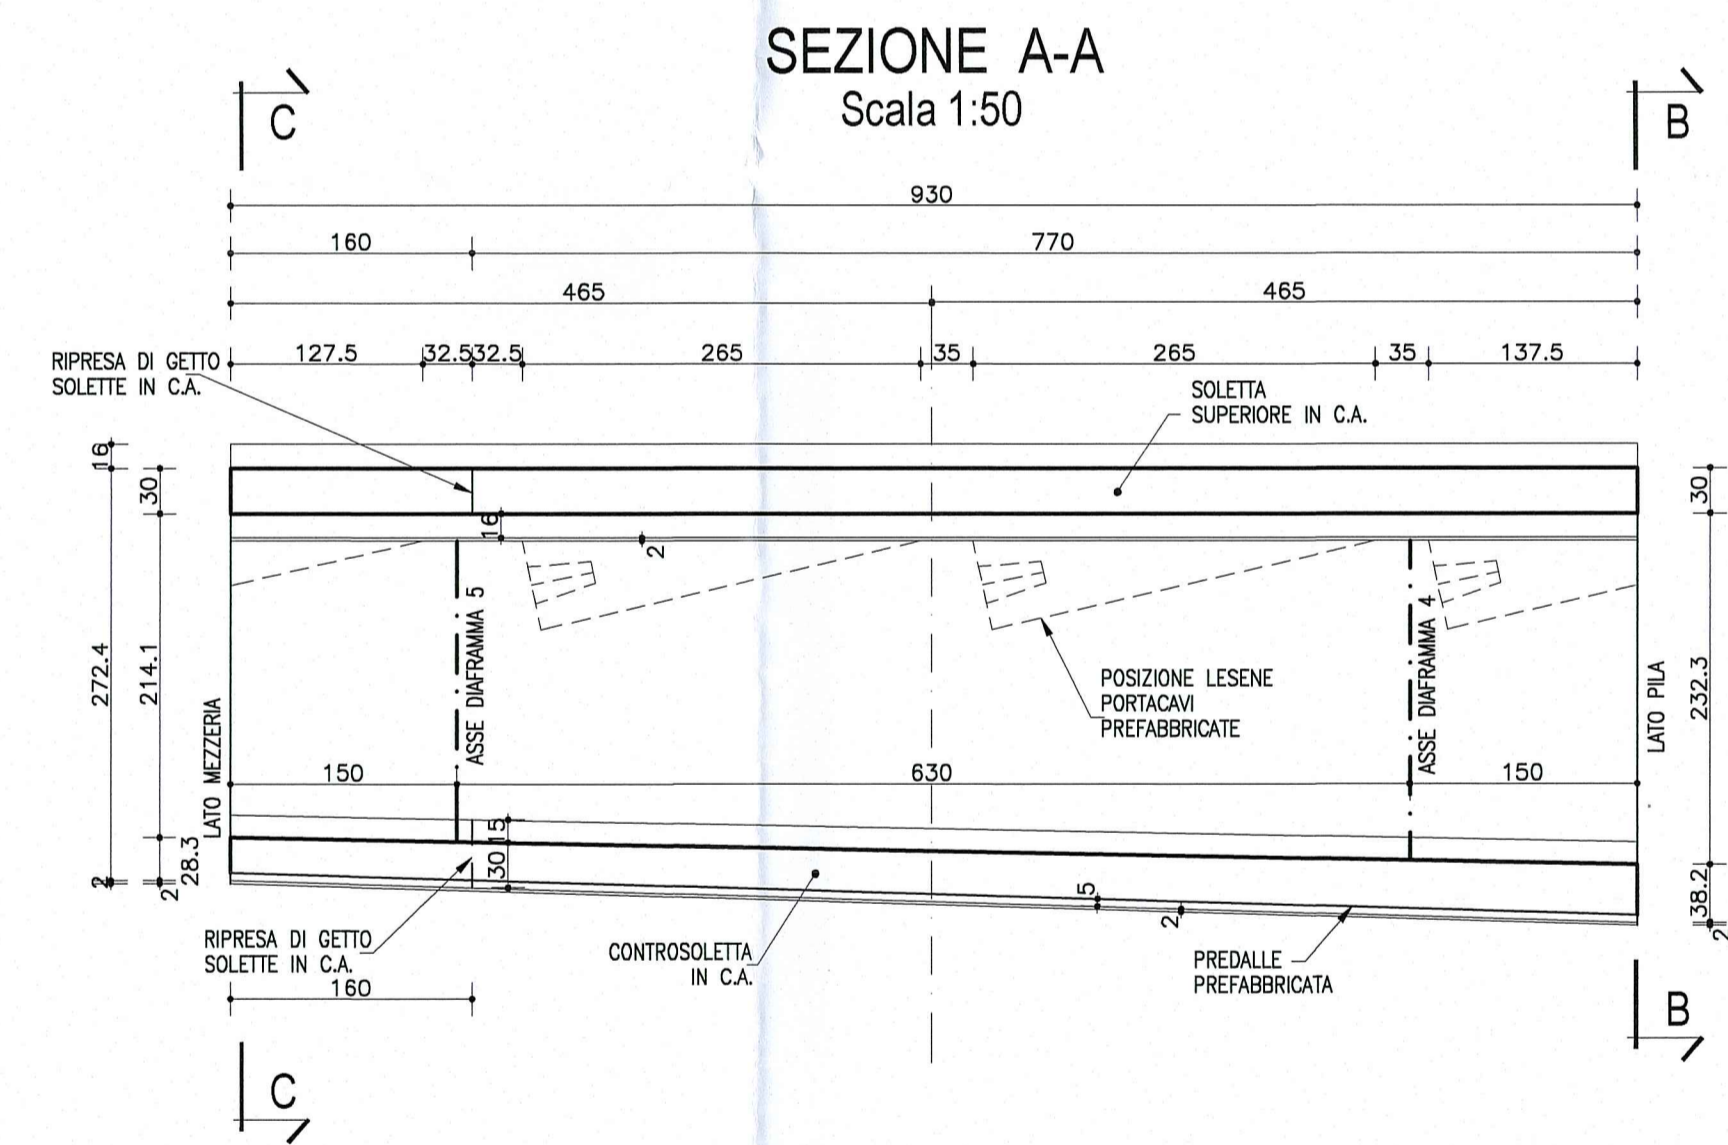 SEZIONE A-A
Scala 1:50
C
B
930
160
770
465
465
127.5
32.5
32.5
265
35
265
35
137.5
RIPRESA DI GETTO
SOLETTE IN C.A.
SOLETTA
SUPERIORE IN C.A.
16
30
30
16
2
272.4
214.1
LATO MEZZERIA
ASSE DIAFRAMMA 5
POSIZIONE LESENE
PORTACAVI
PREFABBRICATE
ASSE DIAFRAMMA 4
LATO PILA
232.3
150
630
150
28.3
15
30
2
2
5
2
38.2
2
RIPRESA DI GETTO
SOLETTE IN C.A.
CONTROSOLETTA
IN C.A.
PREDALLE
PREFABBRICATA
160
B
C